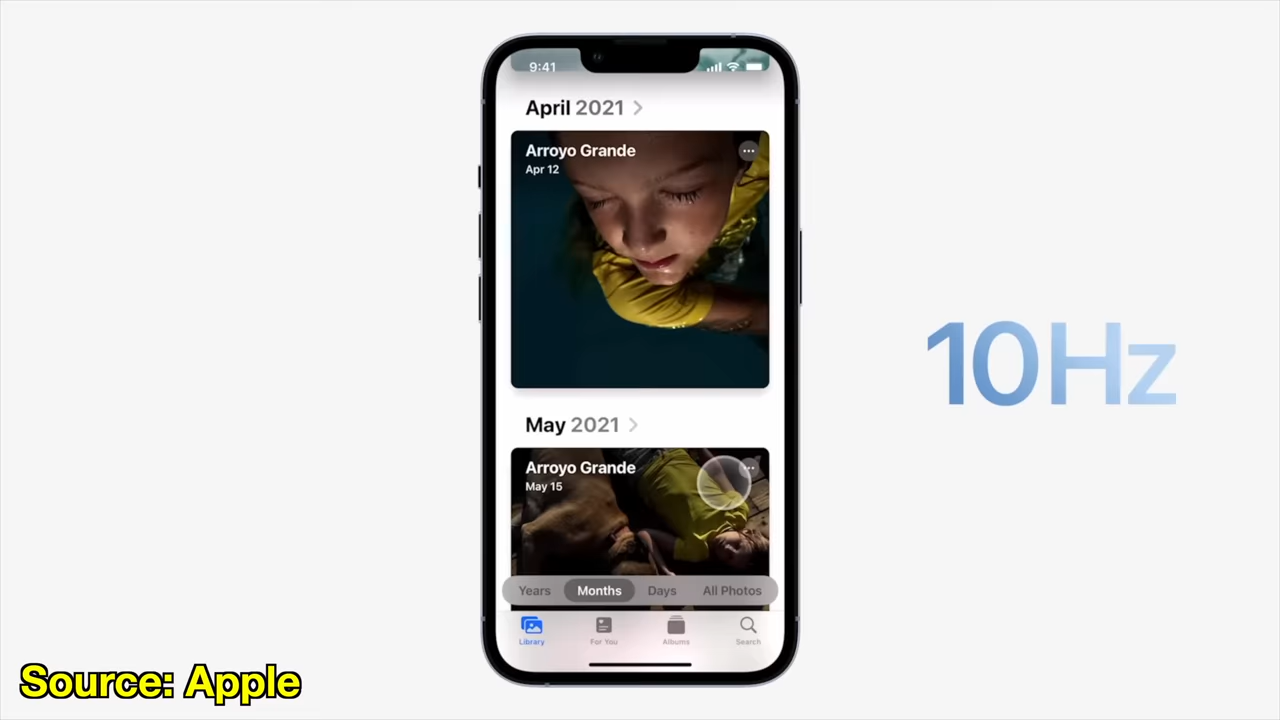 9:41
April 2021
Arroyo Grande
Apr 12
10Hz
May 2021
Arroyo Grande
May 15
Years Months Days All Photos
Library For You Albums Search
Source: Apple